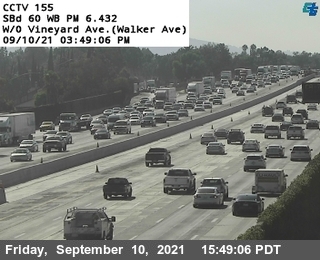 CCTV 155
SBd 60 WB PM 6.432
W/O Vineyard Ave.(Walker Ave)
09/10/21 03:49:06 PM
Friday, September 10, 2021 15:49:06 PDT